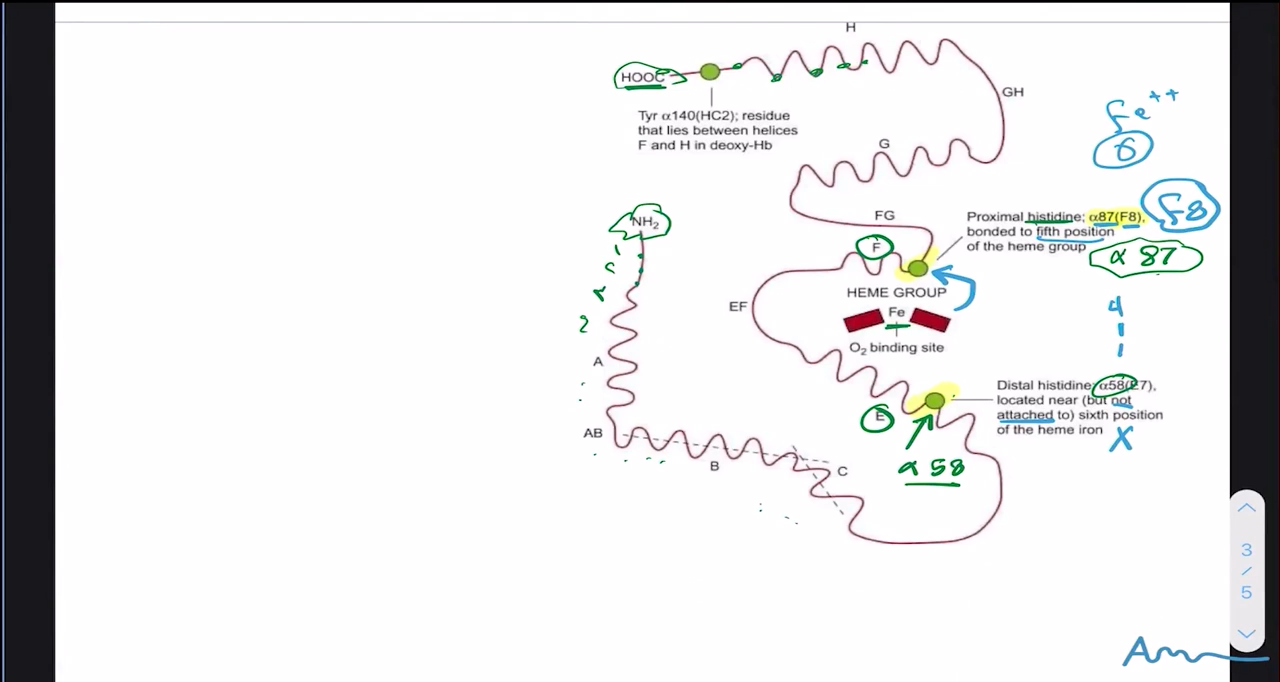 H
HOOC
GH
Tyr α140(HC2); residue
that lies between helices
F and H in deoxy-Hb
G
Fe++
6
NH₂
FG
Proximal histidine; α87(F8),
bonded to fifth position
of the heme group
F8
α 87
F
HEME GROUP
Fe
O₂ binding site
EF
4
A
Distal histidine; α58(E7),
located near (but not
attached to) sixth position
of the heme iron
X
E
α 58
AB
B
C
3
/
5